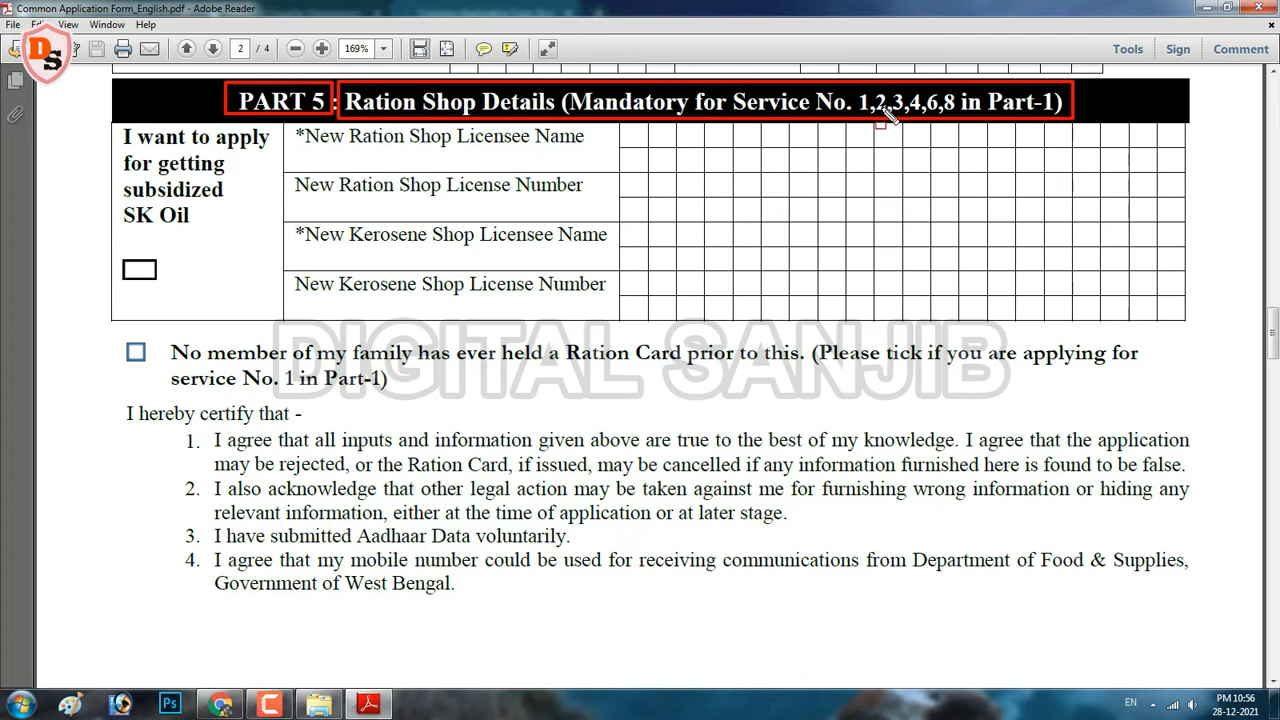 Common Application Form_English.pdf - Adobe Reader
File Edit View Window Help
DS
2 / 4 169% Tools Sign Comment
PART 5 : Ration Shop Details (Mandatory for Service No. 1,2,3,4,6,8 in Part-1)
I want to apply
for getting
subsidized
SK Oil
*New Ration Shop Licensee Name
New Ration Shop License Number
*New Kerosene Shop Licensee Name
New Kerosene Shop License Number
DIGITAL SANJIB
No member of my family has ever held a Ration Card prior to this. (Please tick if you are applying for
service No. 1 in Part-1)
I hereby certify that -
1. I agree that all inputs and information given above are true to the best of my knowledge. I agree that the application
may be rejected, or the Ration Card, if issued, may be cancelled if any information furnished here is found to be false.
2. I also acknowledge that other legal action may be taken against me for furnishing wrong information or hiding any
relevant information, either at the time of application or at later stage.
3. I have submitted Aadhaar Data voluntarily.
4. I agree that my mobile number could be used for receiving communications from Department of Food & Supplies,
Government of West Bengal.
Ps
EN
PM 10:56
28-12-2021